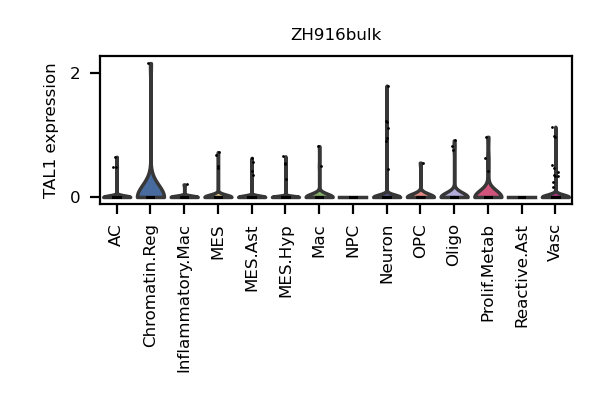 ZH916bulk
TAL1 expression
2
0
AC
Chromatin.Reg
Inflammatory.Mac
MES
MES.Ast
MES.Hyp
Mac
NPC
Neuron
OPC
Oligo
Prolif.Metab
Reactive.Ast
Vasc